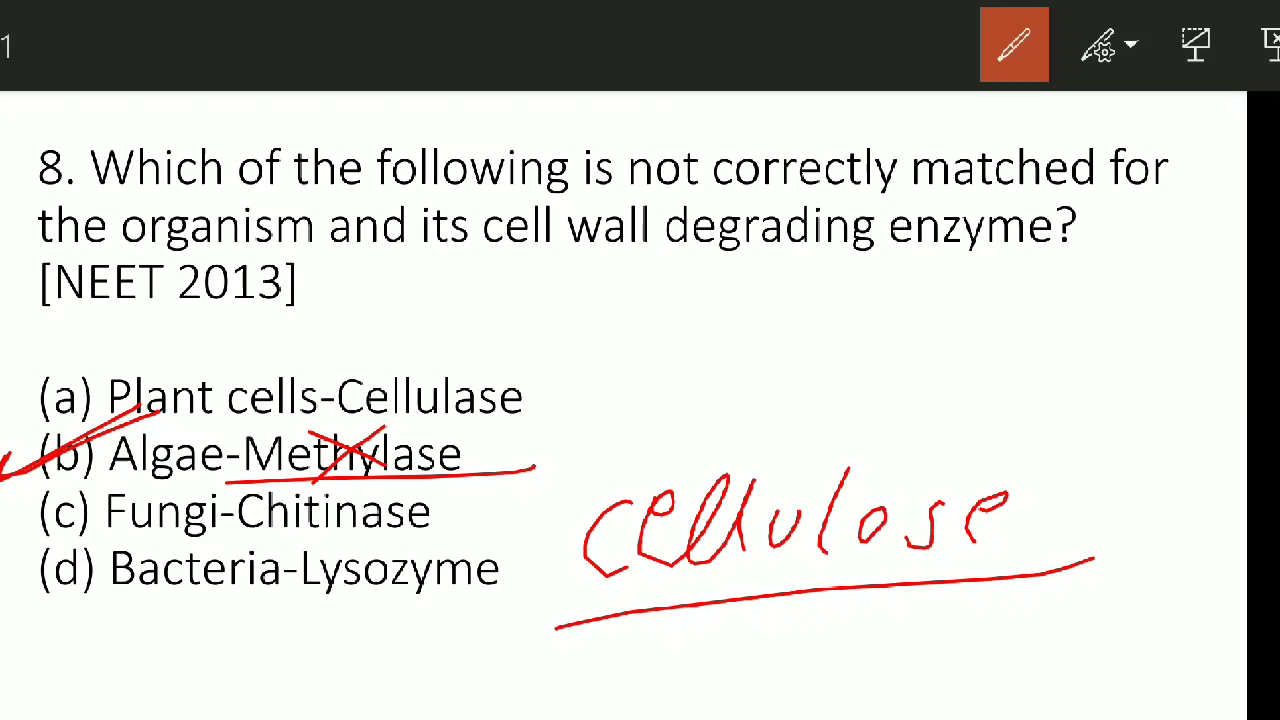 1
8. Which of the following is not correctly matched for
the organism and its cell wall degrading enzyme?
[NEET 2013]
(a) Plant cells-Cellulase
(b) Algae-Methylase
(c) Fungi-Chitinase
(d) Bacteria-Lysozyme
cellulose